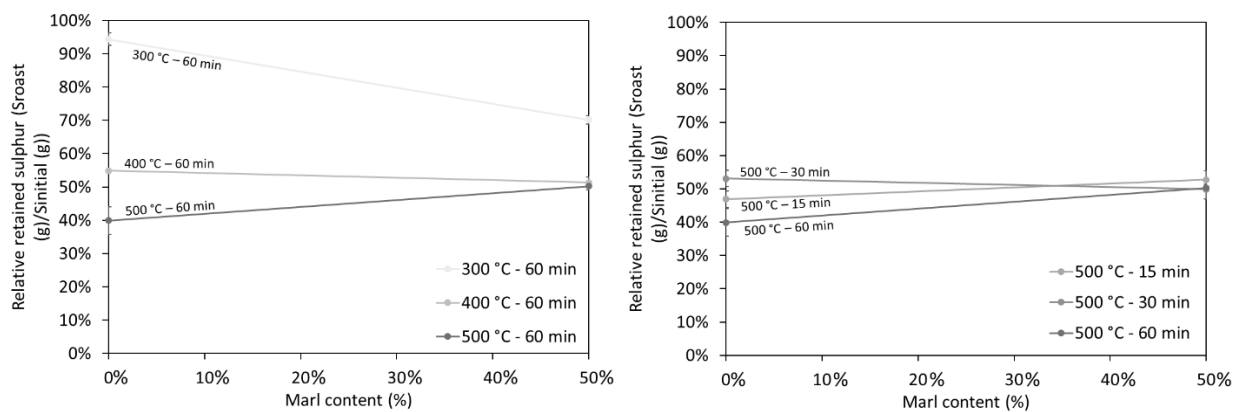 Relative retained sulphur (Sroast
(g)/Sinitial (g))
100%
90%
80%
70%
60%
50%
40%
30%
20%
10%
0%
300 °C – 60 min
400 °C – 60 min
500 °C – 60 min
300 °C - 60 min
400 °C - 60 min
500 °C - 60 min
0%
10%
20%
30%
40%
50%
Marl content (%)
Relative retained sulphur (Sroast
(g)/Sinitial (g))
100%
90%
80%
70%
60%
50%
40%
30%
20%
10%
0%
500 °C – 30 min
500 °C – 15 min
500 °C – 60 min
500 °C - 15 min
500 °C - 30 min
500 °C - 60 min
0%
10%
20%
30%
40%
50%
Marl content (%)